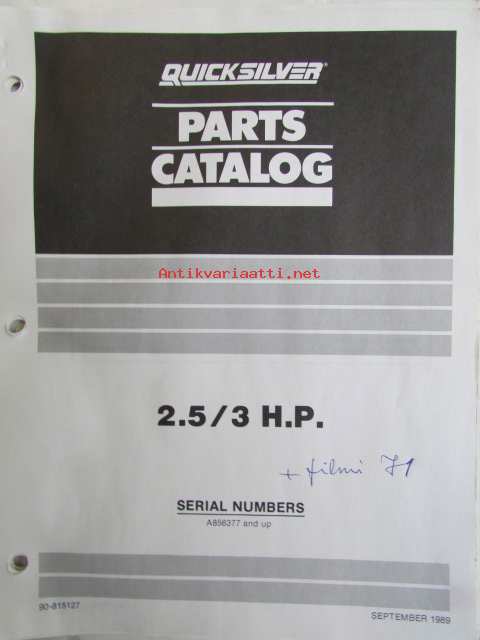 QUICKSILVER®
PARTS
CATALOG
Antikvariaatti.net
2.5/3 H.P.
+ filmi 71
SERIAL NUMBERS
A856377 and up
90-815127
SEPTEMBER 1989